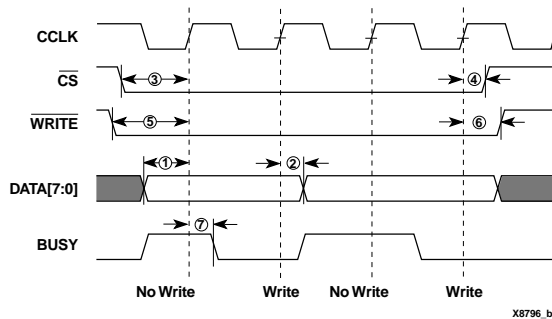 CCLK
CS
③ ④
WRITE
⑤ ⑥
① ②
DATA[7:0]
⑦
BUSY
No Write Write No Write Write
X8796_b